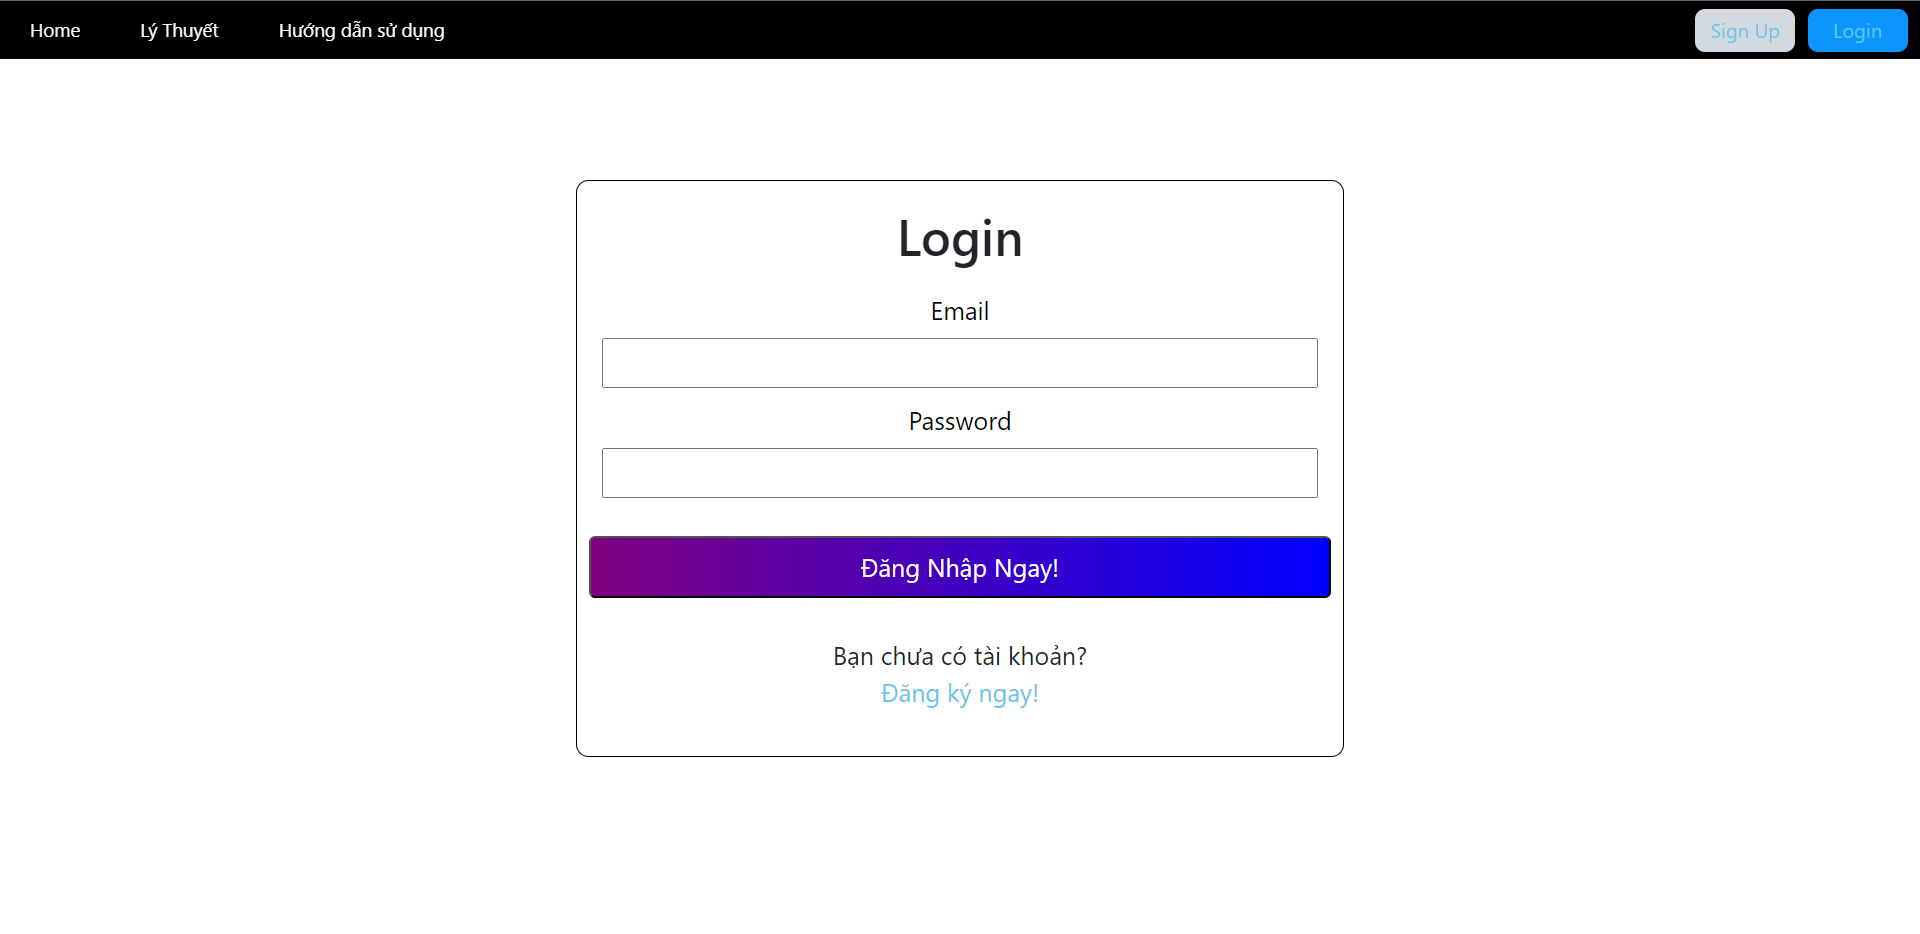 Home Lý Thuyết Hướng dẫn sử dụng Sign Up Login
Login
Email
Password
Đăng Nhập Ngay!
Bạn chưa có tài khoản?
Đăng ký ngay!